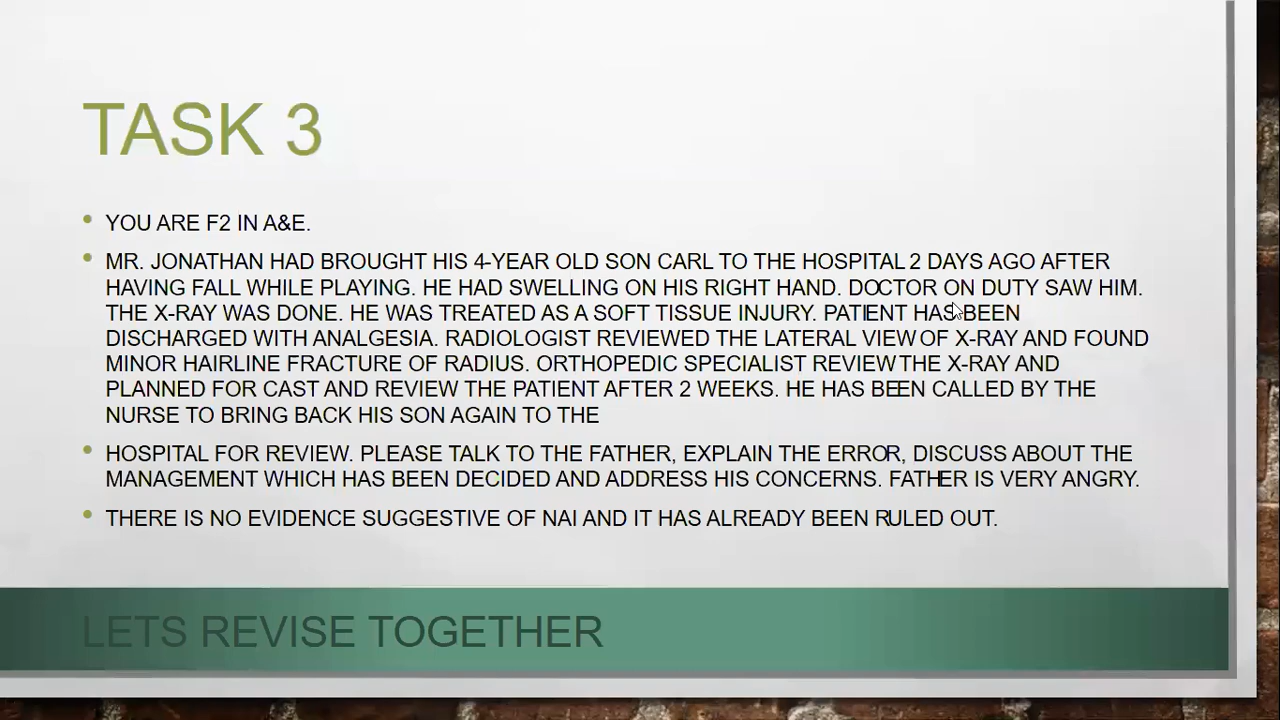 TASK 3
• YOU ARE F2 IN A&E.
• MR. JONATHAN HAD BROUGHT HIS 4-YEAR OLD SON CARL TO THE HOSPITAL 2 DAYS AGO AFTER
HAVING FALL WHILE PLAYING. HE HAD SWELLING ON HIS RIGHT HAND. DOCTOR ON DUTY SAW HIM.
THE X-RAY WAS DONE. HE WAS TREATED AS A SOFT TISSUE INJURY. PATIENT HAS BEEN
DISCHARGED WITH ANALGESIA. RADIOLOGIST REVIEWED THE LATERAL VIEW OF X-RAY AND FOUND
MINOR HAIRLINE FRACTURE OF RADIUS. ORTHOPEDIC SPECIALIST REVIEW THE X-RAY AND
PLANNED FOR CAST AND REVIEW THE PATIENT AFTER 2 WEEKS. HE HAS BEEN CALLED BY THE
NURSE TO BRING BACK HIS SON AGAIN TO THE
• HOSPITAL FOR REVIEW. PLEASE TALK TO THE FATHER, EXPLAIN THE ERROR, DISCUSS ABOUT THE
MANAGEMENT WHICH HAS BEEN DECIDED AND ADDRESS HIS CONCERNS. FATHER IS VERY ANGRY.
• THERE IS NO EVIDENCE SUGGESTIVE OF NAI AND IT HAS ALREADY BEEN RULED OUT.
LETS REVISE TOGETHER